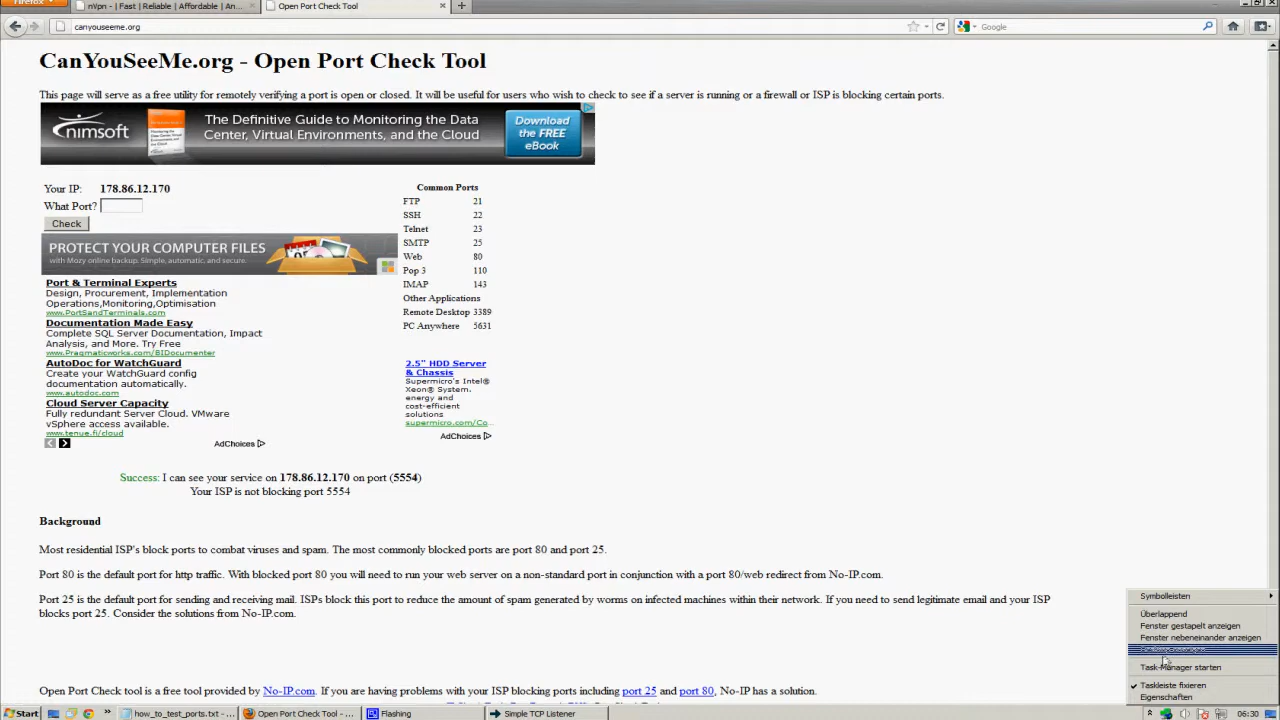 Firefox
nVpn - | Fast | Reliable | Affordable | An...
Open Port Check Tool
canyouseeme.org
Google
CanYouSeeMe.org - Open Port Check Tool
This page will serve as a free utility for remotely verifying a port is open or closed. It will be useful for users who wish to check to see if a server is running or a firewall or ISP is blocking certain ports.
nimsoft
The Definitive Guide to Monitoring the Data
Center, Virtual Environments, and the Cloud
Download
the FREE
eBook
Your IP: 178.86.12.170
What Port?
Check
Common Ports
FTP 21
SSH 22
Telnet 23
SMTP 25
Web 80
Pop 3 110
IMAP 143
Other Applications
Remote Desktop 3389
PC Anywhere 5631
PROTECT YOUR COMPUTER FILES
with Mozy online backup. Simple, automatic, and secure.
Port & Terminal Experts
Design, Procurement, Implementation
Operations,Monitoring,Optimisation
www.PortSandTerminals.com
Documentation Made Easy
Complete SQL Server Documentation, Impact
Analysis, and More. Try Free
www.Pragmaticworks.com/BIDocumenter
AutoDoc for WatchGuard
Create your WatchGuard config
documentation automatically.
www.autodoc.com
Cloud Server Capacity
Fully redundant Server Cloud. VMware
vSphere access available.
www.tenue.fi/cloud
AdChoices
2.5" HDD Server
& Chassis
Supermicro's Intel®
Xeon® System.
energy and
cost-efficient
solutions
supermicro.com/Co...
AdChoices
Success: I can see your service on 178.86.12.170 on port (5554)
Your ISP is not blocking port 5554
Background
Most residential ISP's block ports to combat viruses and spam. The most commonly blocked ports are port 80 and port 25.
Port 80 is the default port for http traffic. With blocked port 80 you will need to run your web server on a non-standard port in conjunction with a port 80/web redirect from No-IP.com.
Port 25 is the default port for sending and receiving mail. ISPs block this port to reduce the amount of spam generated by worms on infected machines within their network. If you need to send legitimate email and your ISP
blocks port 25. Consider the solutions from No-IP.com.
Open Port Check tool is a free tool provided by No-IP.com. If you are having problems with your ISP blocking ports including port 25 and port 80, No-IP has a solution.
Symbolleisten
Überlappend
Fenster gestapelt anzeigen
Fenster nebeneinander anzeigen
Task-Manager starten
Taskleiste fixieren
Eigenschaften
Start
how_to_test_ports.txt - ...
Open Port Check Tool - ...
Flashing
Simple TCP Listener
06:30